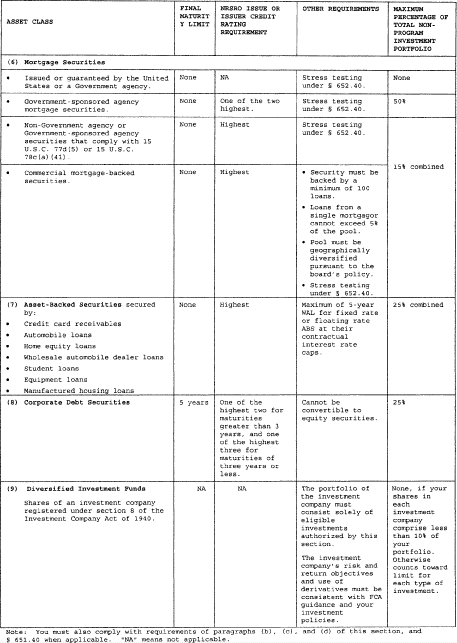 ASSET CLASS
FINAL
MATURIT
Y LIMIT
NRSRO ISSUE OR
ISSUER CREDIT
RATING
REQUIREMENT
OTHER REQUIREMENTS
MAXIMUM
PERCENTAGE OF
TOTAL NON-
PROGRAM
INVESTMENT
PORTFOLIO
(6) Mortgage Securities
• Issued or guaranteed by the United
States or a Government agency.
None
NA
Stress testing
under § 652.40.
None
• Government-sponsored agency
mortgage securities.
None
One of the two
highest.
Stress testing
under § 652.40.
50%
• Non-Government agency or
Government-sponsored agency
securities that comply with 15
U.S.C. 77d(5) or 15 U.S.C.
78c(a)(41).
None
Highest
Stress testing
under § 652.40.
15% combined
• Commercial mortgage-backed
securities.
None
Highest
• Security must be
backed by a
minimum of 100
loans.
• Loans from a
single mortgagor
cannot exceed 5%
of the pool.
• Pool must be
geographically
diversified
pursuant to the
board's policy.
• Stress testing
under § 652.40.
(7) Asset-Backed Securities secured
by:
• Credit card receivables
• Automobile loans
• Home equity loans
• Wholesale automobile dealer loans
• Student loans
• Equipment loans
• Manufactured housing loans
None
Highest
Maximum of 5-year
WAL for fixed rate
or floating rate
ABS at their
contractual
interest rate
caps.
25% combined
(8) Corporate Debt Securities
5 years
One of the
highest two for
maturities
greater than 3
years, and one
of the highest
three for
maturities of
three years or
less.
Cannot be
convertible to
equity securities.
25%
(9) Diversified Investment Funds
Shares of an investment company
registered under section 8 of the
Investment Company Act of 1940.
NA
NA
The portfolio of
the investment
company must
consist solely of
eligible
investments
authorized by this
section.
The investment
company's risk and
return objectives
and use of
derivatives must be
consistent with FCA
guidance and your
investment
policies.
None, if your
shares in
each
investment
company
comprise less
than 10% of
your
portfolio.
Otherwise
counts toward
limit for
each type of
investment.
Note: You must also comply with requirements of paragraphs (b), (c), and (d) of this section, and
§ 651.40 when applicable. "NA" means not applicable.